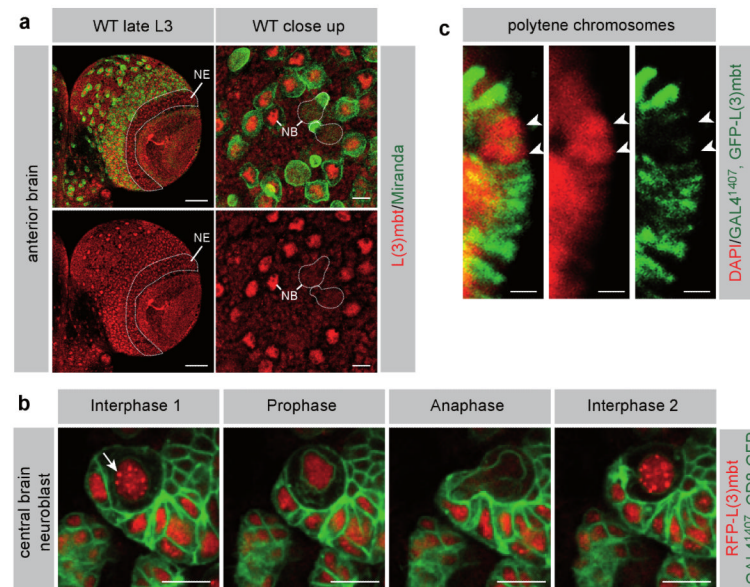 a
WT late L3
WT close up
NE
NB
anterior brain
NE
NB
L(3)mbt/Miranda
c
polytene chromosomes
DAPI/GAL4¹⁴⁰⁷, GFP-L(3)mbt
b
Interphase 1
Prophase
Anaphase
Interphase 2
central brain
neuroblast
RFP-L(3)mbt